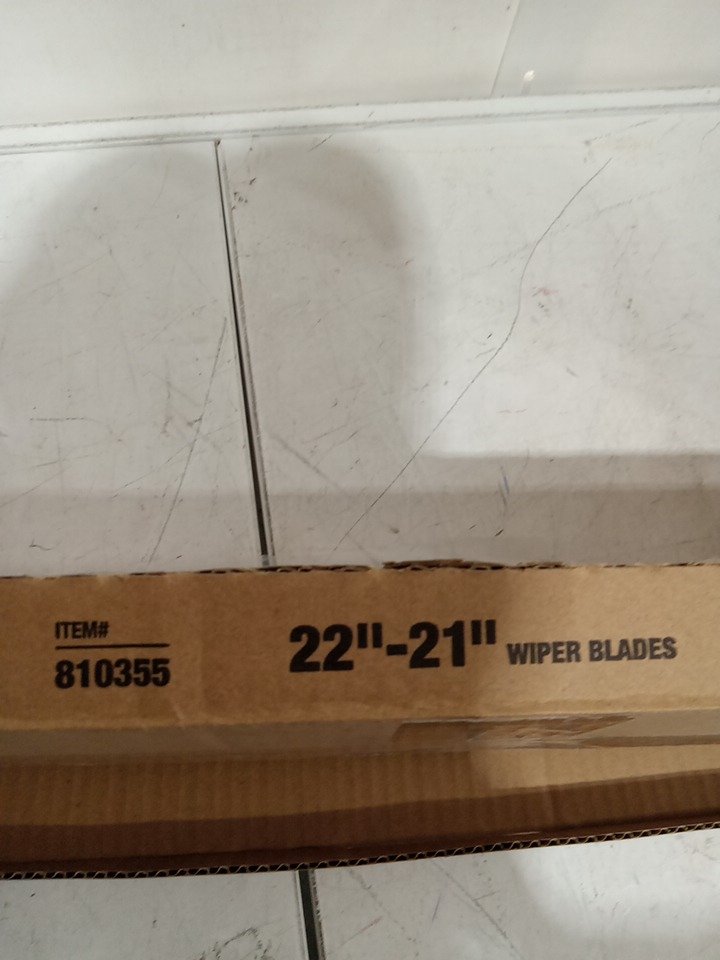 ITEM#
810355
22"-21" WIPER BLADES